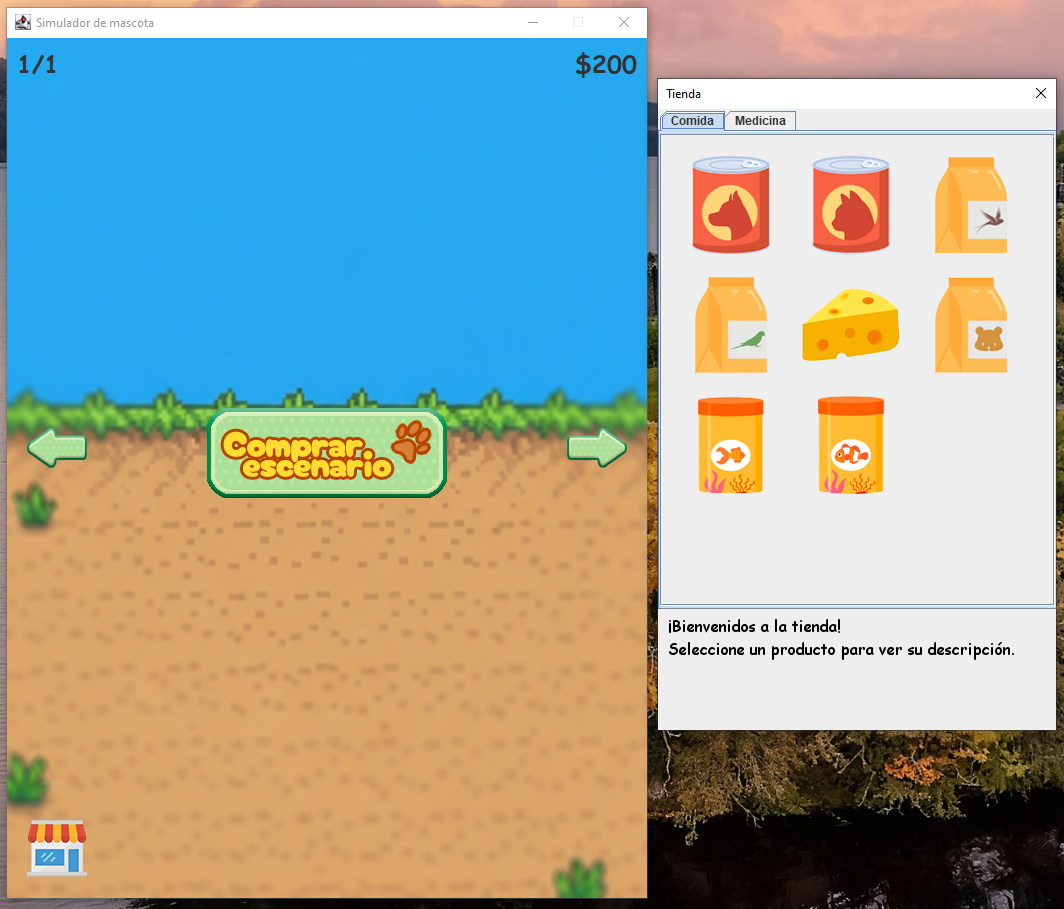 Simulador de mascota
1/1
$200
Comprar
escenario
Tienda
Comida
Medicina
¡Bienvenidos a la tienda!
Seleccione un producto para ver su descripción.